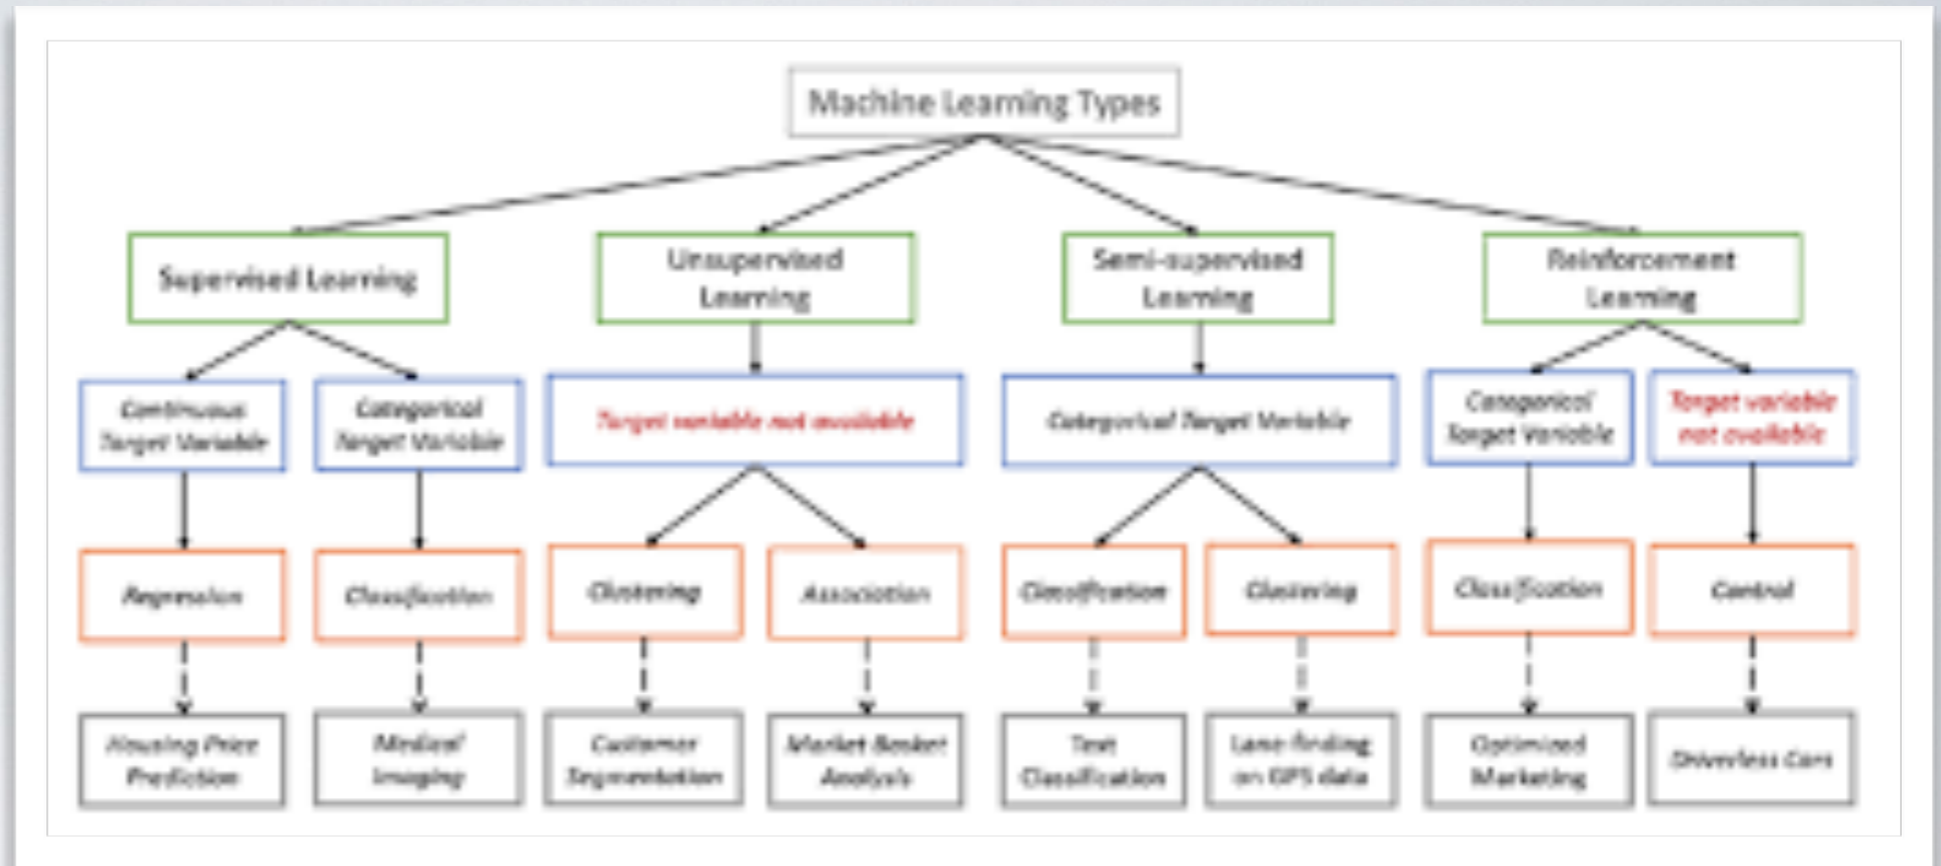 Machine Learning Types
Supervised Learning
Unsupervised
Learning
Semi-supervised
Learning
Reinforcement
Learning
Continuous
Target Variable
Categorical
Target Variable
Target variable not available
Categorical Target Variable
Categorical
Target Variable
Target variable
not available
Regression
Classification
Clustering
Association
Classification
Clustering
Classification
Control
Housing Price
Prediction
Medical
Imaging
Customer
Segmentation
Market Basket
Analysis
Text
Classification
Lane-finding
on GPS data
Optimized
Marketing
Driverless Cars